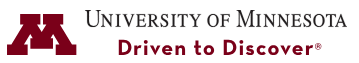 M
UNIVERSITY OF MINNESOTA
Driven to Discover®